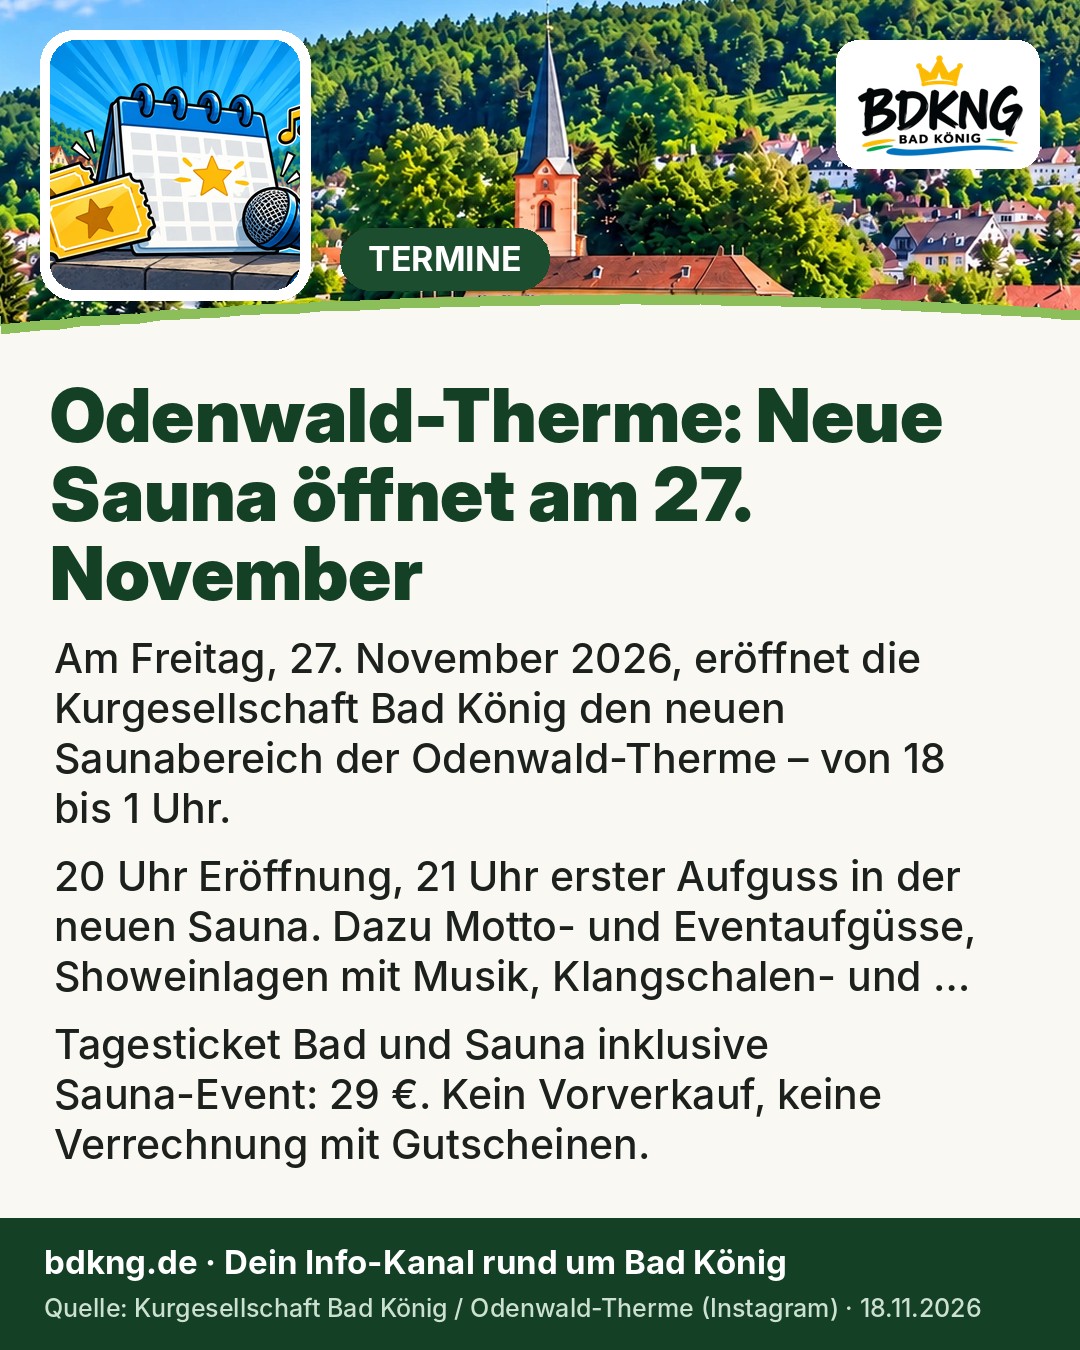 BDKNG
BAD KÖNIG
TERMINE
Odenwald-Therme: Neue
Sauna öffnet am 27.
November
Am Freitag, 27. November 2026, eröffnet die
Kurgesellschaft Bad König den neuen
Saunabereich der Odenwald-Therme – von 18
bis 1 Uhr.
20 Uhr Eröffnung, 21 Uhr erster Aufguss in der
neuen Sauna. Dazu Motto- und Eventaufgüsse,
Showeinlagen mit Musik, Klangschalen- und ...
Tagesticket Bad und Sauna inklusive
Sauna-Event: 29 €. Kein Vorverkauf, keine
Verrechnung mit Gutscheinen.
bdkng.de · Dein Info-Kanal rund um Bad König
Quelle: Kurgesellschaft Bad König / Odenwald-Therme (Instagram) · 18.11.2026